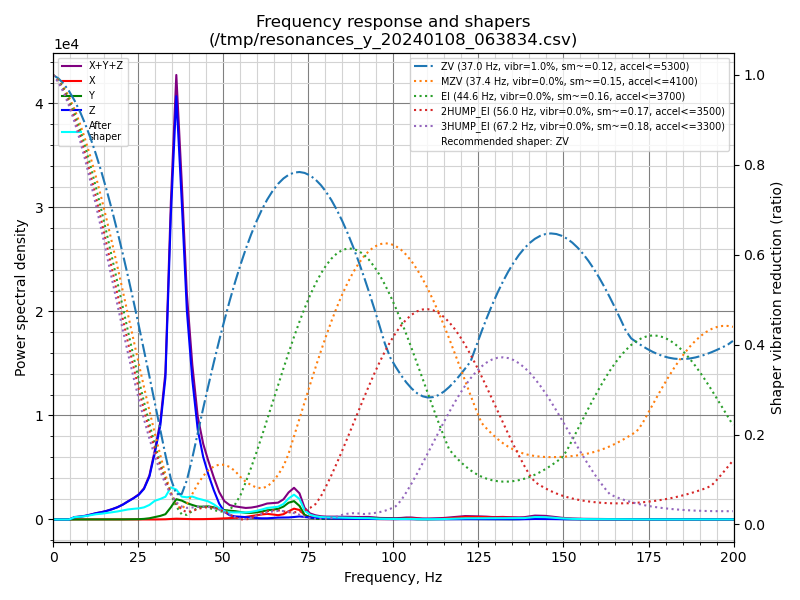 Frequency response and shapers
(/tmp/resonances_y_20240108_063834.csv)
1e4
X+Y+Z
X
Y
Z
After
shaper
ZV (37.0 Hz, vibr=1.0%, sm~=0.12, accel<=5300)
MZV (37.4 Hz, vibr=0.0%, sm~=0.15, accel<=4100)
EI (44.6 Hz, vibr=0.0%, sm~=0.16, accel<=3700)
2HUMP_EI (56.0 Hz, vibr=0.0%, sm~=0.17, accel<=3500)
3HUMP_EI (67.2 Hz, vibr=0.0%, sm~=0.18, accel<=3300)
Recommended shaper: ZV
Power spectral density
4
3
2
1
0
1.0
0.8
0.6
0.4
0.2
0.0
Shaper vibration reduction (ratio)
0 25 50 75 100 125 150 175 200
Frequency, Hz